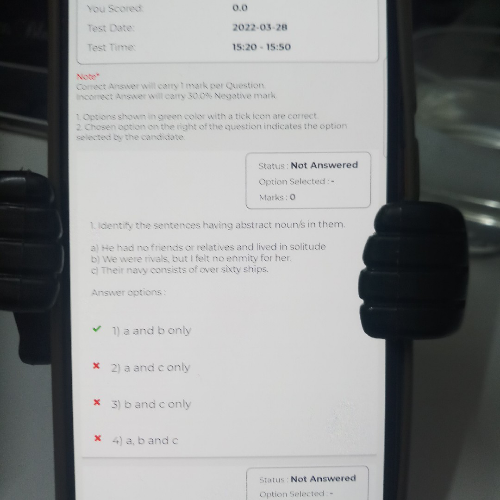 You Scored: 0.0
Test Date: 2022-03-28
Test Time: 15:20 - 15:50
Note*
Correct Answer will carry 1 mark per Question.
Incorrect Answer will carry 30.0% Negative mark.
1. Options shown in green color with a tick icon are correct.
2. Chosen option on the right of the question indicates the option
selected by the candidate.
Status : Not Answered
Option Selected : -
Marks : 0
1. Identify the sentences having abstract noun/s in them.
a) He had no friends or relatives and lived in solitude
b) We were rivals, but I felt no enmity for her.
c) Their navy consists of over sixty ships.
Answer options :
1) a and b only
2) a and c only
3) b and c only
4) a, b and c
Status : Not Answered
Option Selected : -